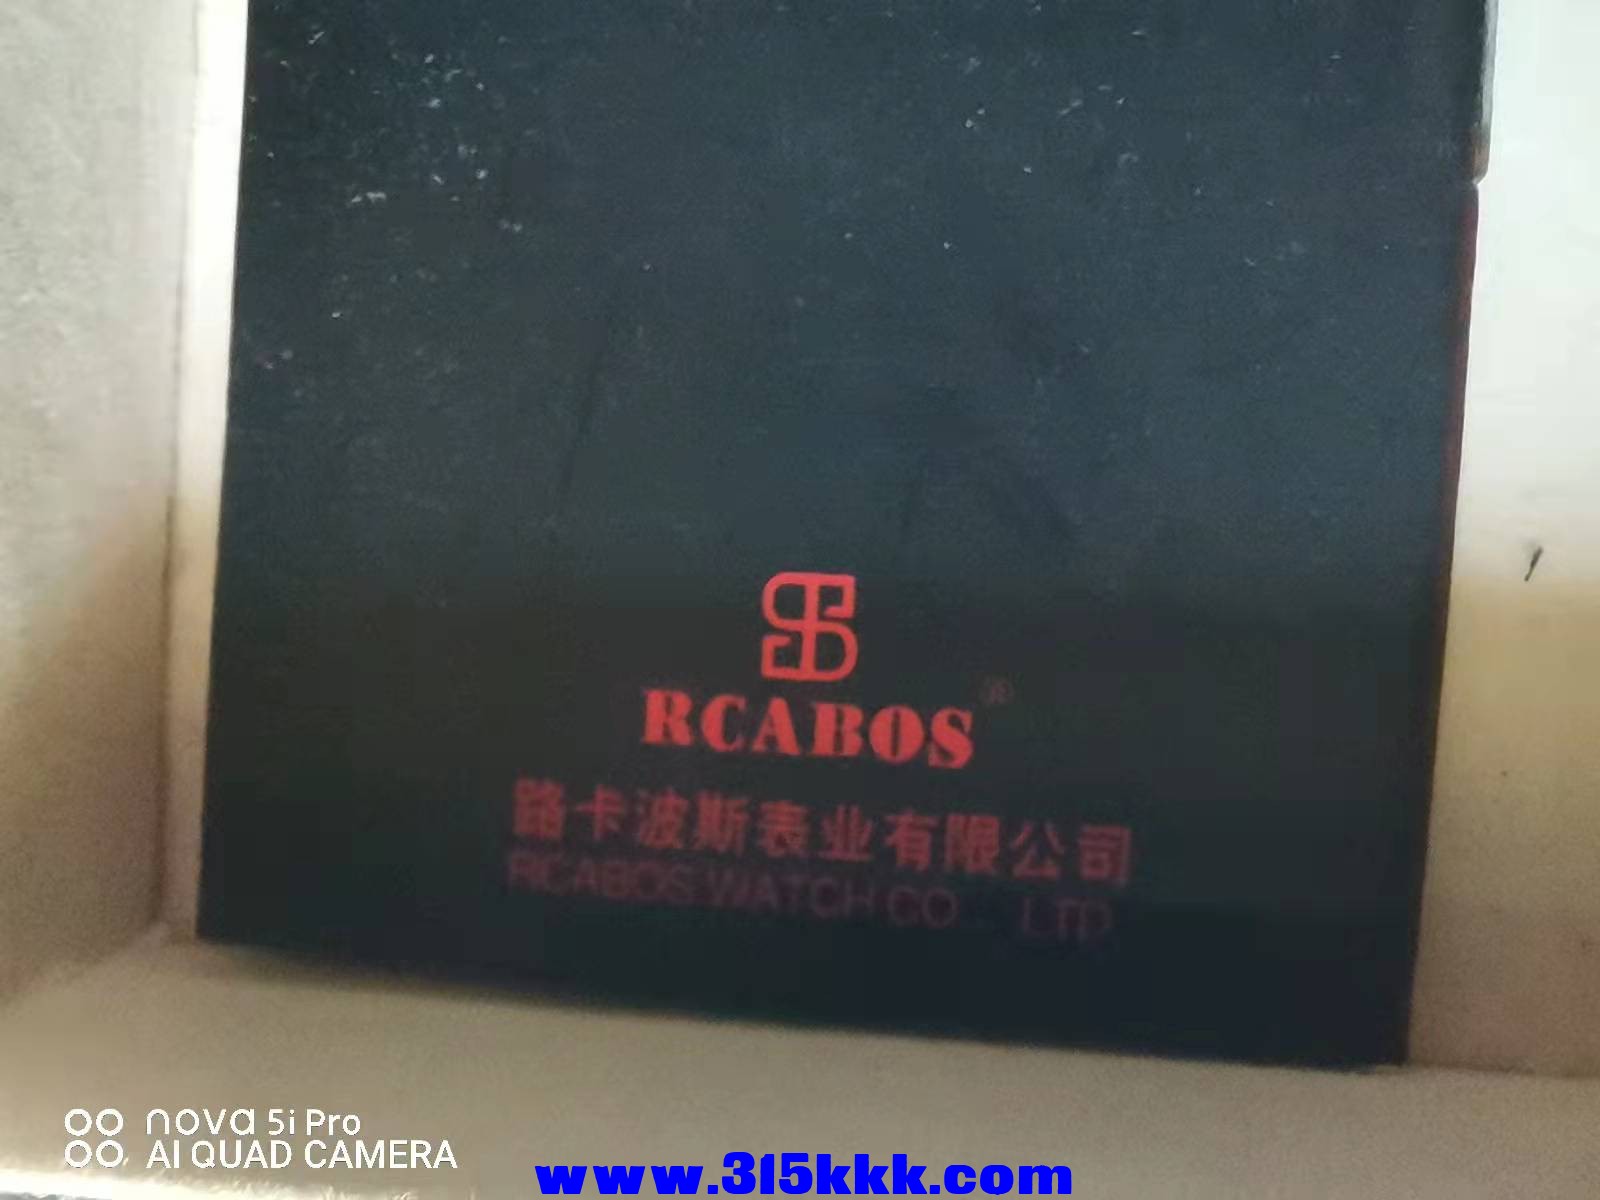 RCABOS®
路卡波斯表业有限公司
RCABOS WATCH CO., LTD
nova 5i Pro
AI QUAD CAMERA
www.315kkk.com